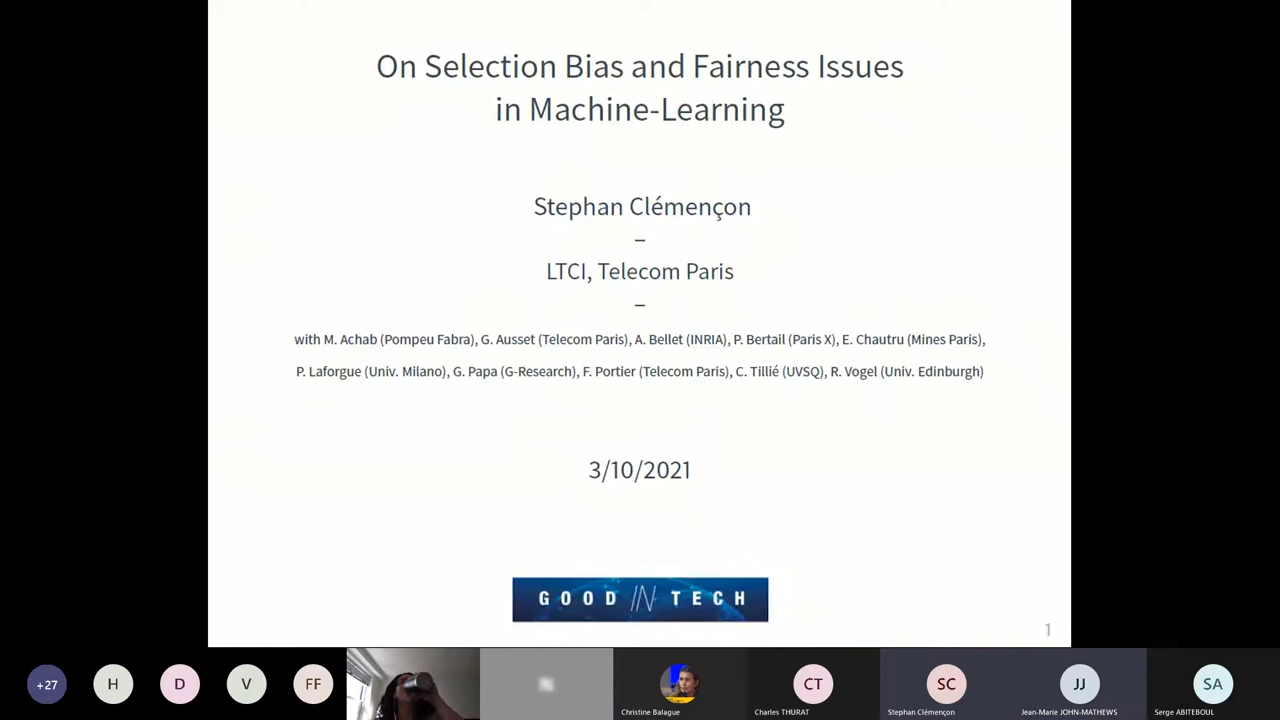 On Selection Bias and Fairness Issues
in Machine-Learning
Stephan Clémençon
–
LTCI, Telecom Paris
–
with M. Achab (Pompeu Fabra), G. Ausset (Telecom Paris), A. Bellet (INRIA), P. Bertail (Paris X), E. Chautru (Mines Paris),
P. Laforgue (Univ. Milano), G. Papa (G-Research), F. Portier (Telecom Paris), C. Tillié (UVSQ), R. Vogel (Univ. Edinburgh)
3/10/2021
GOOD IN TECH
1
+27
H
D
V
FF
CT
SC
JJ
SA
Christine Balague
Charles THURAT
Stephan Clémençon
Jean-Marie JOHN-MATHEWS
Serge ABITEBOUL